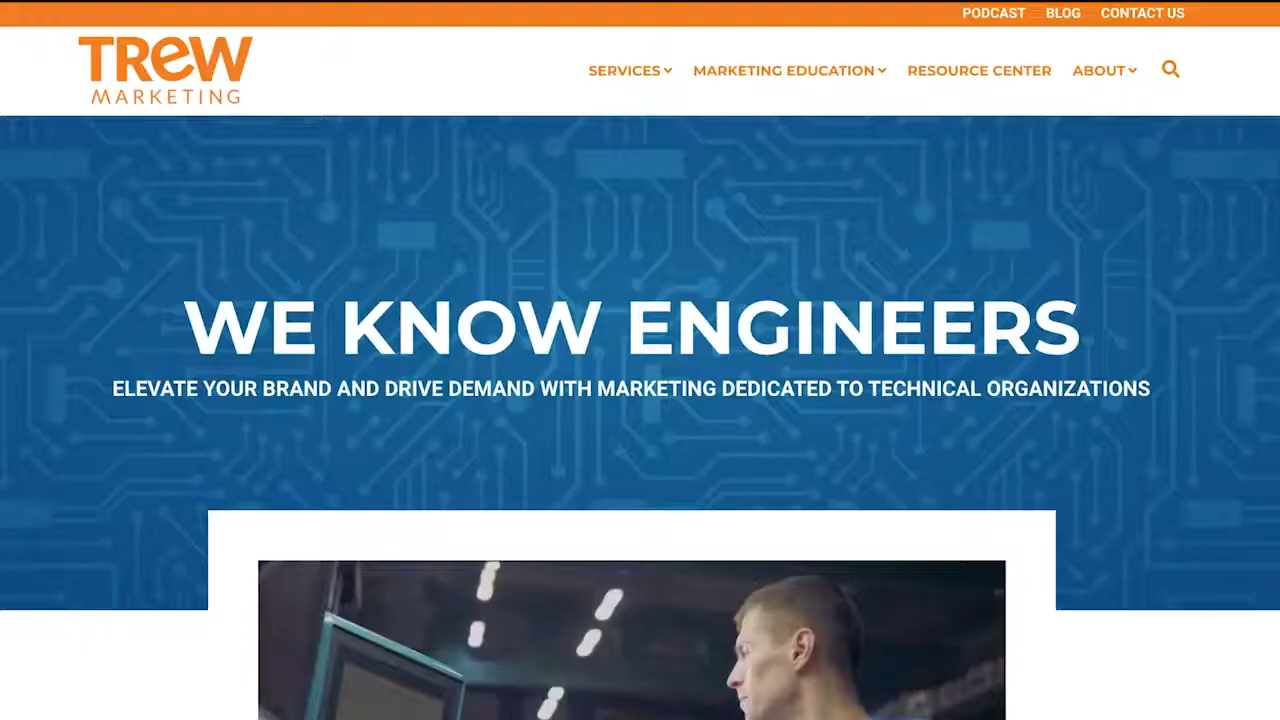 PODCAST BLOG CONTACT US
TREW
MARKETING
SERVICES MARKETING EDUCATION RESOURCE CENTER ABOUT
WE KNOW ENGINEERS
ELEVATE YOUR BRAND AND DRIVE DEMAND WITH MARKETING DEDICATED TO TECHNICAL ORGANIZATIONS